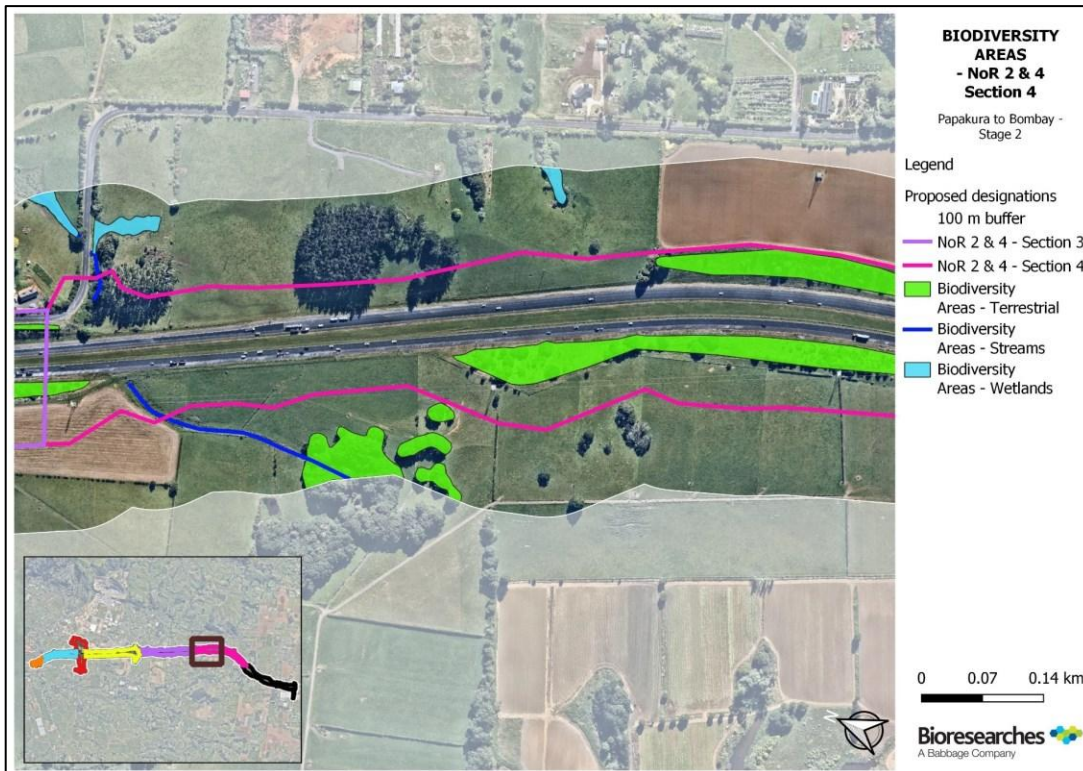 BIODIVERSITY
AREAS
- NoR 2 & 4
Section 4
Papakura to Bombay -
Stage 2
Legend
Proposed designations
100 m buffer
NoR 2 & 4 - Section 3
NoR 2 & 4 - Section 4
Biodiversity
Areas - Terrestrial
Biodiversity
Areas - Streams
Biodiversity
Areas - Wetlands
0 0.07 0.14 km
N
Bioresearches
A Babbage Company